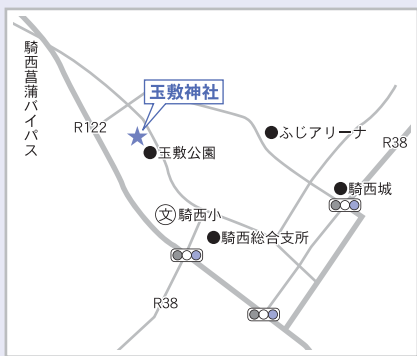 騎西菖蒲バイパス
玉敷神社
R122
玉敷公園
ふじアリーナ
R38
騎西城
文 騎西小
騎西総合支所
R38